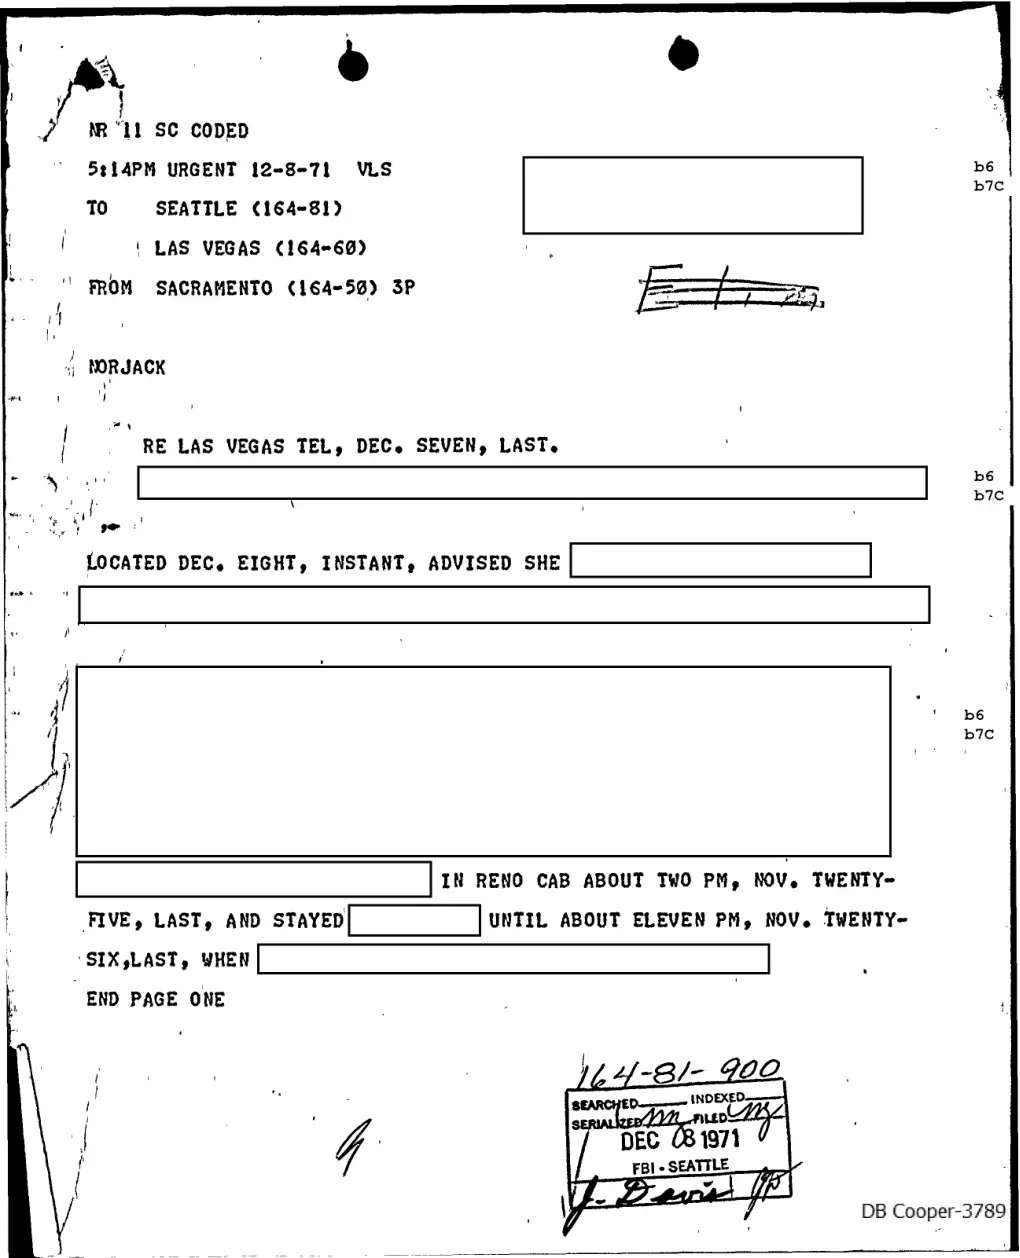 NR 11 SC CODED
5:14PM URGENT 12-8-71 VLS
b6
b7C
TO SEATTLE (164-81)
LAS VEGAS (164-60)
FROM SACRAMENTO (164-50) 3P
NORJACK
RE LAS VEGAS TEL, DEC. SEVEN, LAST.
b6
b7C
LOCATED DEC. EIGHT, INSTANT, ADVISED SHE
b6
b7C
IN RENO CAB ABOUT TWO PM, NOV. TWENTY-
FIVE, LAST, AND STAYED UNTIL ABOUT ELEVEN PM, NOV. TWENTY-
SIX,LAST, WHEN
END PAGE ONE
164-81-900
SEARCHED INDEXED
SERIALIZED FILED
DEC 8 1971
FBI - SEATTLE
J. Davis
DB Cooper-3789